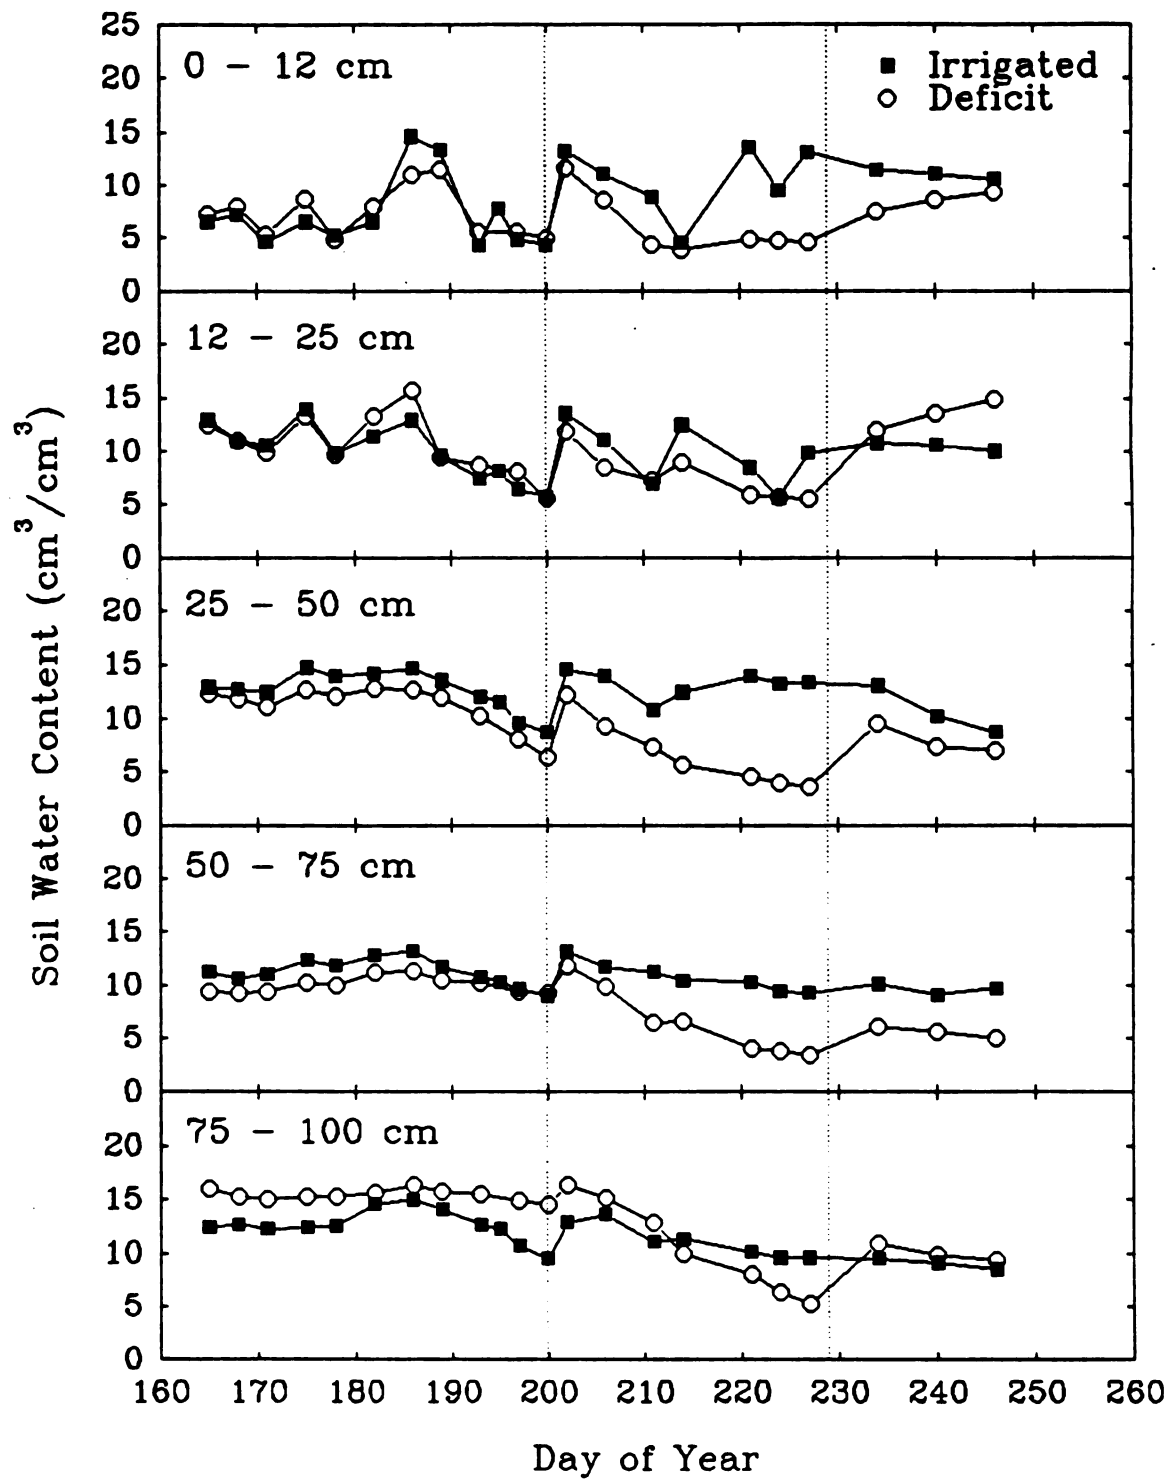 25
0 - 12 cm
■ Irrigated
20
○ Deficit
15
10
5
0
12 - 25 cm
20
15
10
5
0
25 - 50 cm
20
15
10
5
0
50 - 75 cm
20
15
10
5
0
75 - 100 cm
20
15
10
5
0
160 170 180 190 200 210 220 230 240 250 260
Soil Water Content (cm³/cm³)
Day of Year